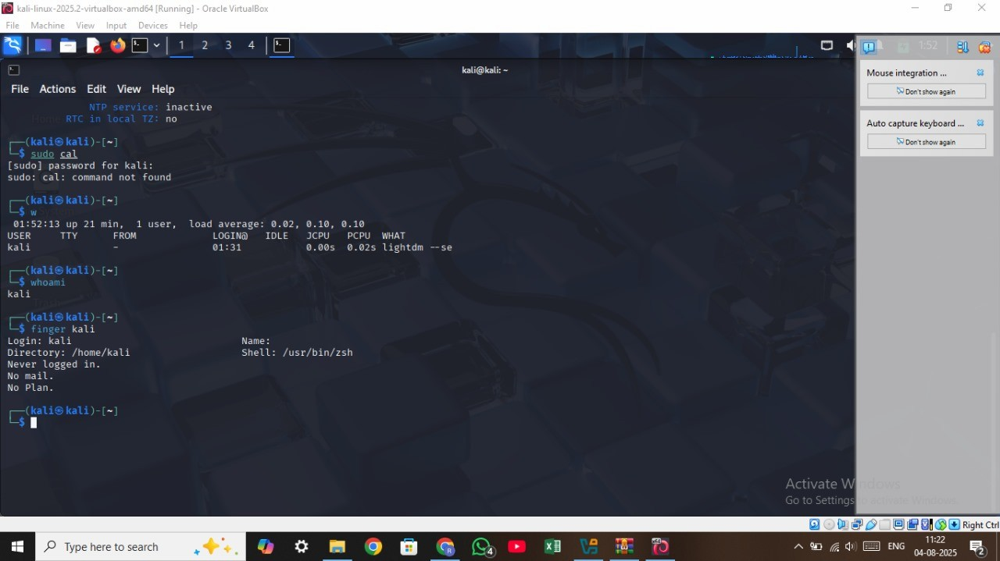 kali-linux-2025.2-virtualbox-amd64 [Running] - Oracle VirtualBox
File Machine View Input Devices Help
1 2 3 4 1:52
kali@kali: ~
File Actions Edit View Help
Mouse integration ...
Don't show again
Auto capture keyboard ...
Don't show again
NTP service: inactive
RTC in local TZ: no
┌──(kali㉿kali)-[~]
└─$ sudo cal
[sudo] password for kali:
sudo: cal: command not found
┌──(kali㉿kali)-[~]
└─$ w
01:52:13 up 21 min, 1 user, load average: 0.02, 0.10, 0.10
USER TTY FROM LOGIN@ IDLE JCPU PCPU WHAT
kali - 01:31 0.00s 0.02s lightdm --se
┌──(kali㉿kali)-[~]
└─$ whoami
kali
┌──(kali㉿kali)-[~]
└─$ finger kali
Login: kali Name:
Directory: /home/kali Shell: /usr/bin/zsh
Never logged in.
No mail.
No Plan.
┌──(kali㉿kali)-[~]
└─$
Activate Windows
Go to Settings to activate Windows.
Right Ctrl
Type here to search
4
ENG
11:22
04-08-2025
2